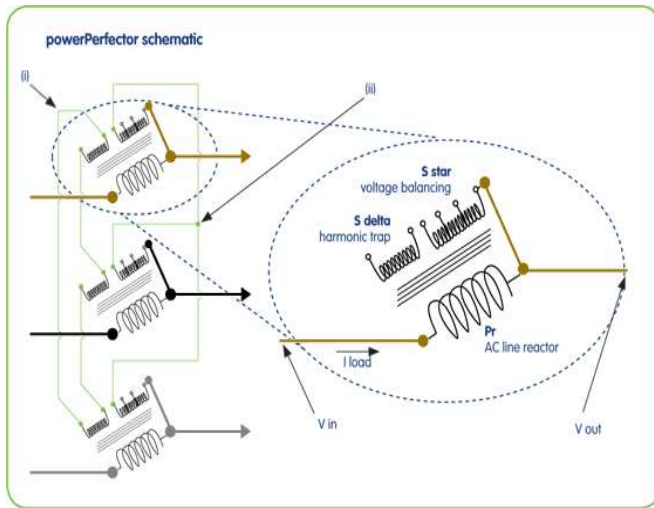 powerPerfector schematic
(i)
(ii)
S star
voltage balancing
S delta
harmonic trap
Pr
AC line reactor
I load
V in
V out